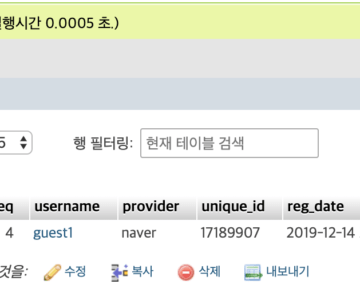 실행시간 0.0005 초.)
5 행 필터링: 현재 테이블 검색
eq username provider unique_id reg_date
4 guest1 naver 17189907 2019-12-14
것을: 수정 복사 삭제 내보내기